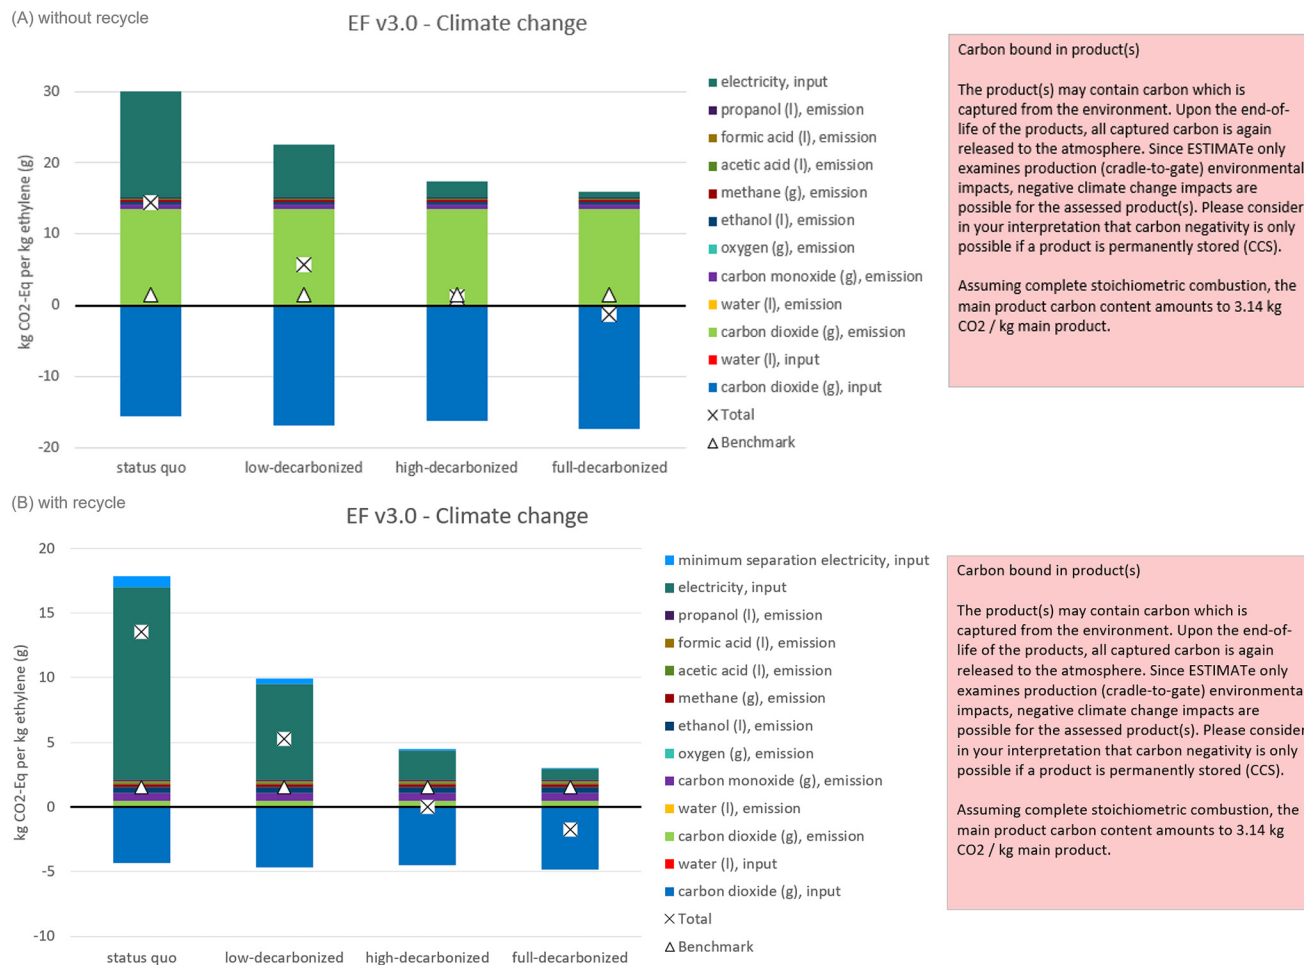 (A) without recycle
EF v3.0 - Climate change
kg CO2-Eq per kg ethylene (g)
30
20
10
0
-10
-20
status quo
low-decarbonized
high-decarbonized
full-decarbonized
electricity, input
propanol (l), emission
formic acid (l), emission
acetic acid (l), emission
methane (g), emission
ethanol (l), emission
oxygen (g), emission
carbon monoxide (g), emission
water (l), emission
carbon dioxide (g), emission
water (l), input
carbon dioxide (g), input
Total
Benchmark
Carbon bound in product(s)
The product(s) may contain carbon which is
captured from the environment. Upon the end-of-
life of the products, all captured carbon is again
released to the atmosphere. Since ESTIMATe only
examines production (cradle-to-gate) environmental
impacts, negative climate change impacts are
possible for the assessed product(s). Please consider
in your interpretation that carbon negativity is only
possible if a product is permanently stored (CCS).
Assuming complete stoichiometric combustion, the
main product carbon content amounts to 3.14 kg
CO2 / kg main product.
(B) with recycle
EF v3.0 - Climate change
kg CO2-Eq per kg ethylene (g)
20
15
10
5
0
-5
-10
status quo
low-decarbonized
high-decarbonized
full-decarbonized
minimum separation electricity, input
electricity, input
propanol (l), emission
formic acid (l), emission
acetic acid (l), emission
methane (g), emission
ethanol (l), emission
oxygen (g), emission
carbon monoxide (g), emission
water (l), emission
carbon dioxide (g), emission
water (l), input
carbon dioxide (g), input
Total
Benchmark
Carbon bound in product(s)
The product(s) may contain carbon which is
captured from the environment. Upon the end-of-
life of the products, all captured carbon is again
released to the atmosphere. Since ESTIMATe only
examines production (cradle-to-gate) environmenta
impacts, negative climate change impacts are
possible for the assessed product(s). Please consider
in your interpretation that carbon negativity is only
possible if a product is permanently stored (CCS).
Assuming complete stoichiometric combustion, the
main product carbon content amounts to 3.14 kg
CO2 / kg main product.